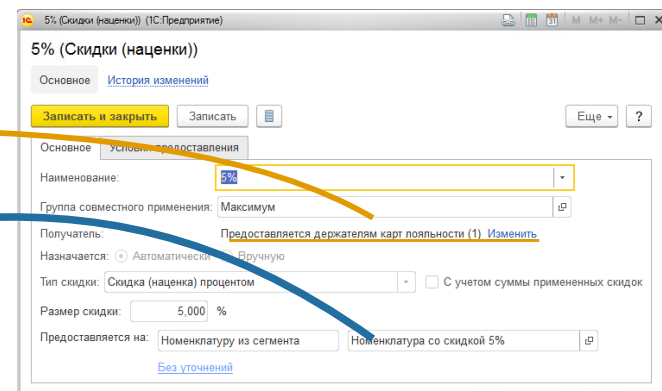 5% (Скидки (наценки)) (1С:Предприятие) M M+ M-
5% (Скидки (наценки))
Основное История изменений
Записать и закрыть Записать Еще ?
Основное Условия предоставления
Наименование: 5%
Группа совместного применения: Максимум
Получатель: Предоставляется держателям карт лояльности (1) Изменить
Назначается: Автоматически Вручную
Тип скидки: Скидка (наценка) процентом С учетом суммы примененных скидок
Размер скидки: 5,000 %
Предоставляется на: Номенклатуру из сегмента Номенклатура со скидкой 5%
Без уточнений